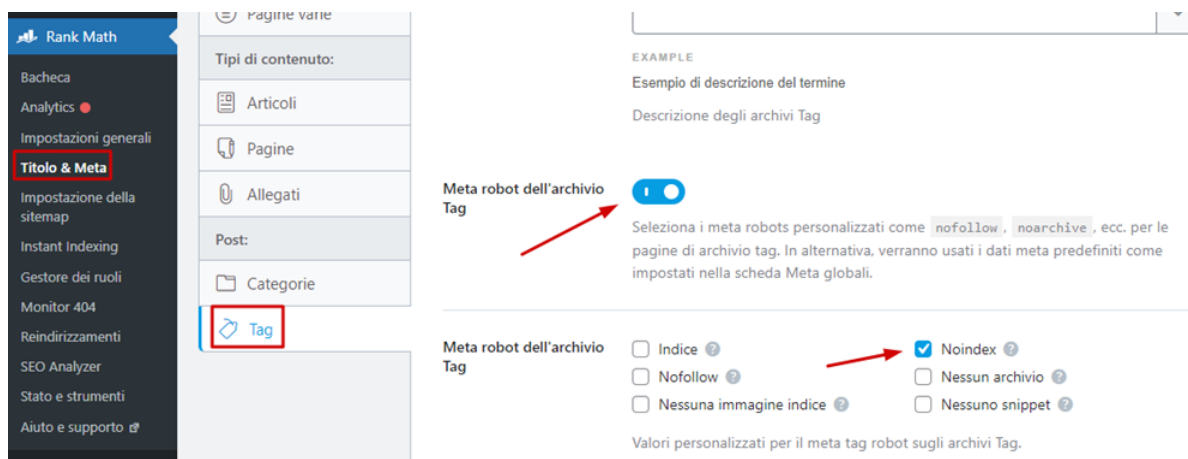 Rank Math
Bacheca
Analytics
Impostazioni generali
Titolo & Meta
Impostazione della
sitemap
Instant Indexing
Gestore dei ruoli
Monitor 404
Reindirizzamenti
SEO Analyzer
Stato e strumenti
Aiuto e supporto
Pagine varie
Tipi di contenuto:
Articoli
Pagine
Allegati
Post:
Categorie
Tag
EXAMPLE
Esempio di descrizione del termine
Descrizione degli archivi Tag
Meta robot dell'archivio
Tag
Seleziona i meta robots personalizzati come nofollow, noarchive, ecc. per le
pagine di archivio tag. In alternativa, verranno usati i dati meta predefiniti come
impostati nella scheda Meta globali.
Meta robot dell'archivio
Tag
Indice ?
Noindex ?
Nofollow ?
Nessun archivio ?
Nessuna immagine indice ?
Nessuno snippet ?
Valori personalizzati per il meta tag robot sugli archivi Tag.